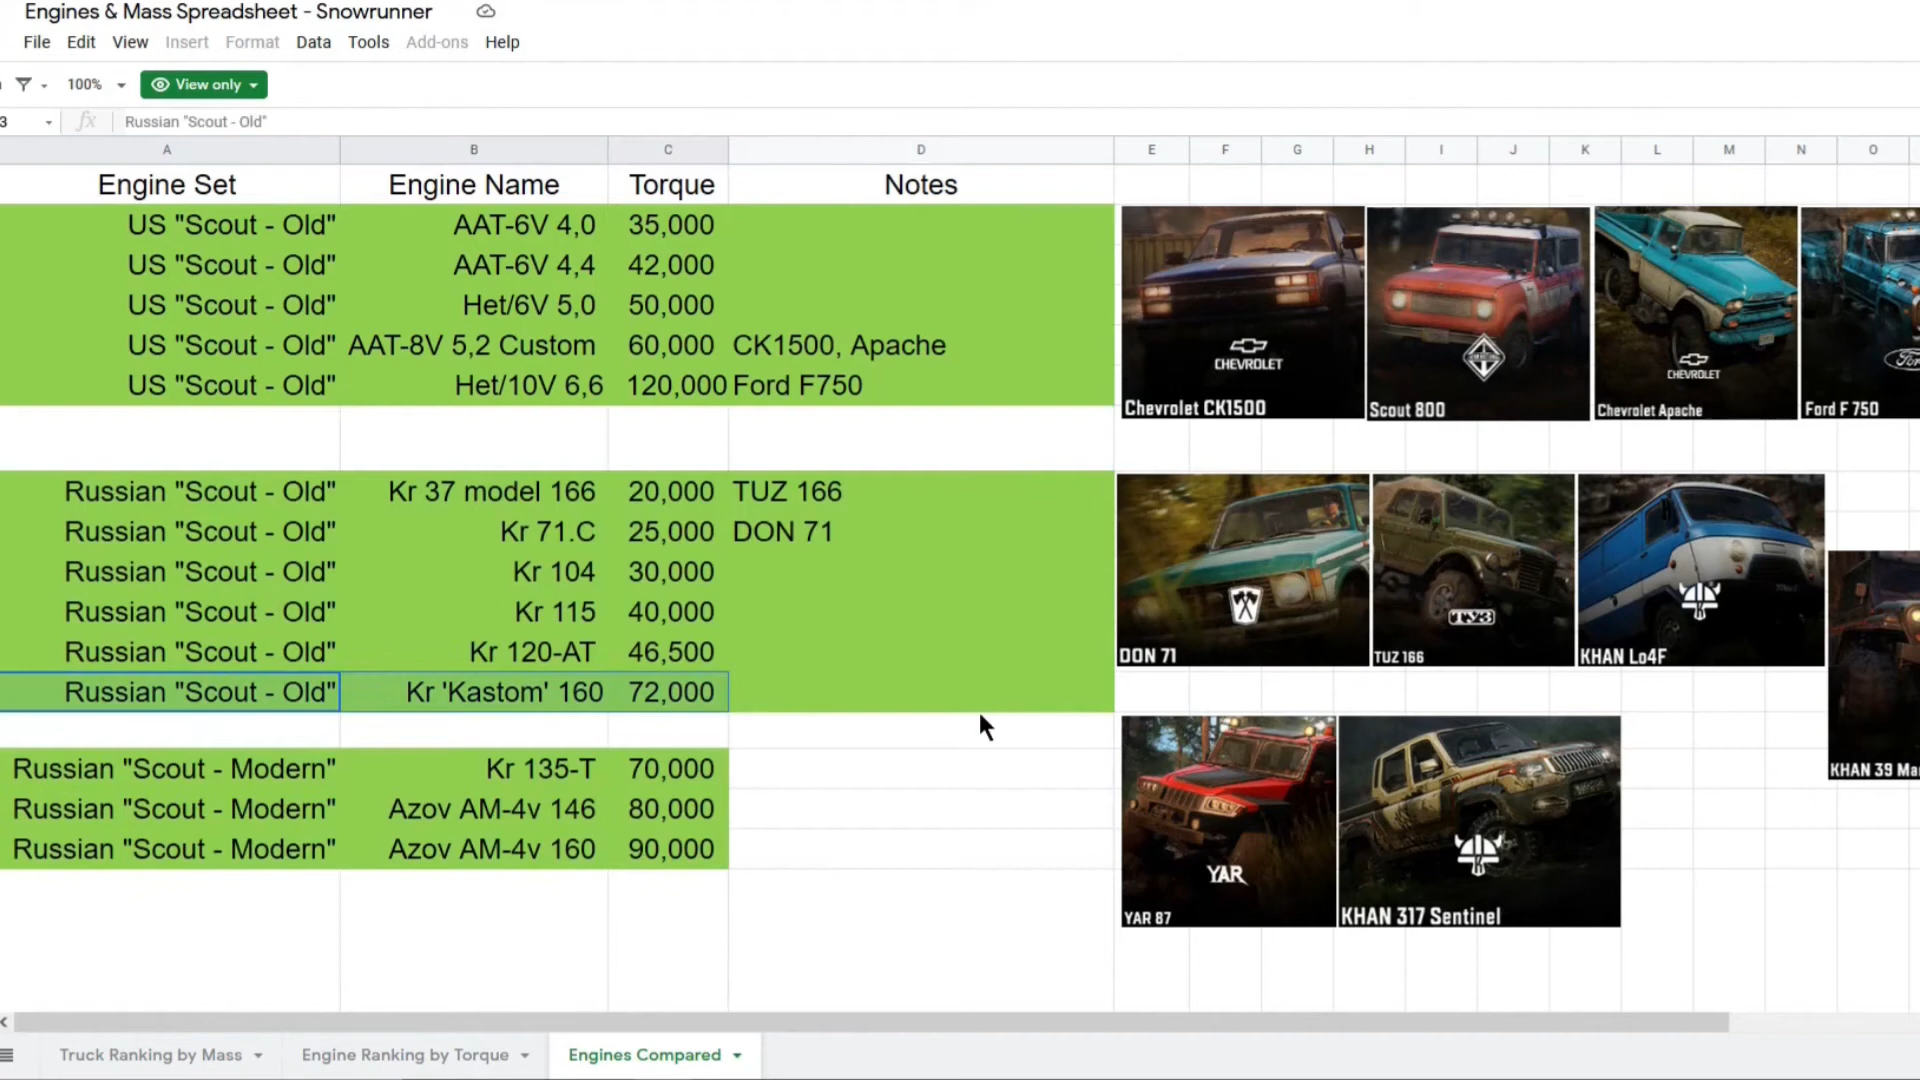 Engines & Mass Spreadsheet - Snowrunner
File Edit View Insert Format Data Tools Add-ons Help
100% View only
3 fx Russian "Scout - Old"
A B C D E F G H I J K L M N O
Engine Set Engine Name Torque Notes
US "Scout - Old" AAT-6V 4,0 35,000
US "Scout - Old" AAT-6V 4,4 42,000
US "Scout - Old" Het/6V 5,0 50,000
US "Scout - Old" AAT-8V 5,2 Custom 60,000 CK1500, Apache
US "Scout - Old" Het/10V 6,6 120,000 Ford F750
CHEVROLET
CHEVROLET
Ford
Chevrolet CK1500 Scout 800 Chevrolet Apache Ford F 750
Russian "Scout - Old" Kr 37 model 166 20,000 TUZ 166
Russian "Scout - Old" Kr 71.C 25,000 DON 71
Russian "Scout - Old" Kr 104 30,000
Russian "Scout - Old" Kr 115 40,000
Russian "Scout - Old" Kr 120-AT 46,500
Russian "Scout - Old" Kr 'Kastom' 160 72,000
DON 71 TUZ 166 KHAN Lo4F
KHAN 39 Ma
Russian "Scout - Modern" Kr 135-T 70,000
Russian "Scout - Modern" Azov AM-4v 146 80,000
Russian "Scout - Modern" Azov AM-4v 160 90,000
YAR
YAR 87 KHAN 317 Sentinel
Truck Ranking by Mass Engine Ranking by Torque Engines Compared